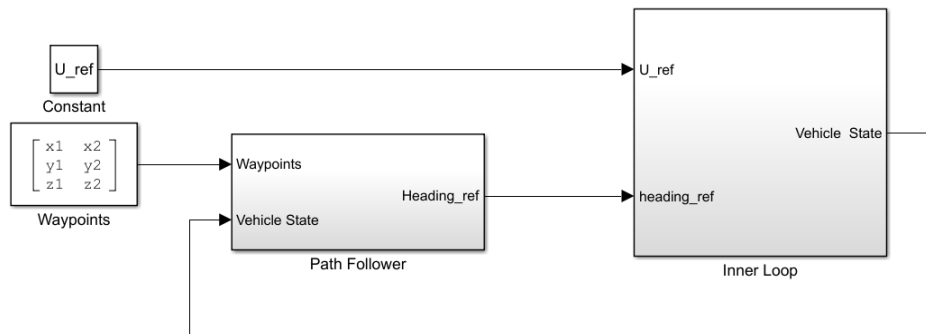 U_ref
Constant
x1 x2
y1 y2
z1 z2
Waypoints
Waypoints
Vehicle State
Heading_ref
Path Follower
U_ref
heading_ref
Vehicle State
Inner Loop